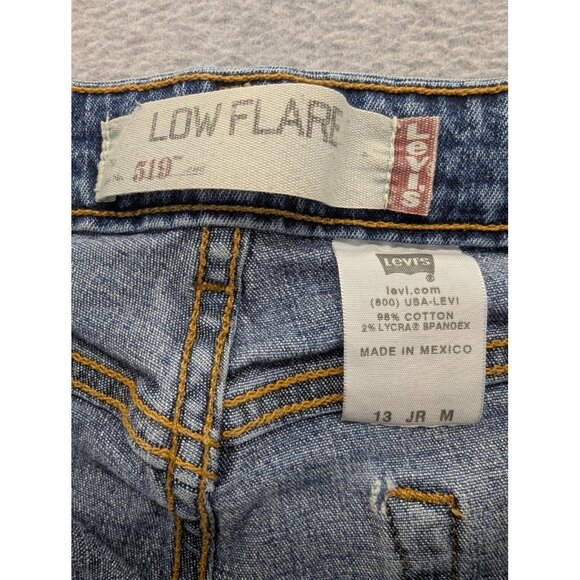 LOW FLARE
519™
Levi's
LEVI'S ®
levi.com
(800) USA-LEVI
98% COTTON
2% LYCRA® SPANDEX
MADE IN MEXICO
13 JR M